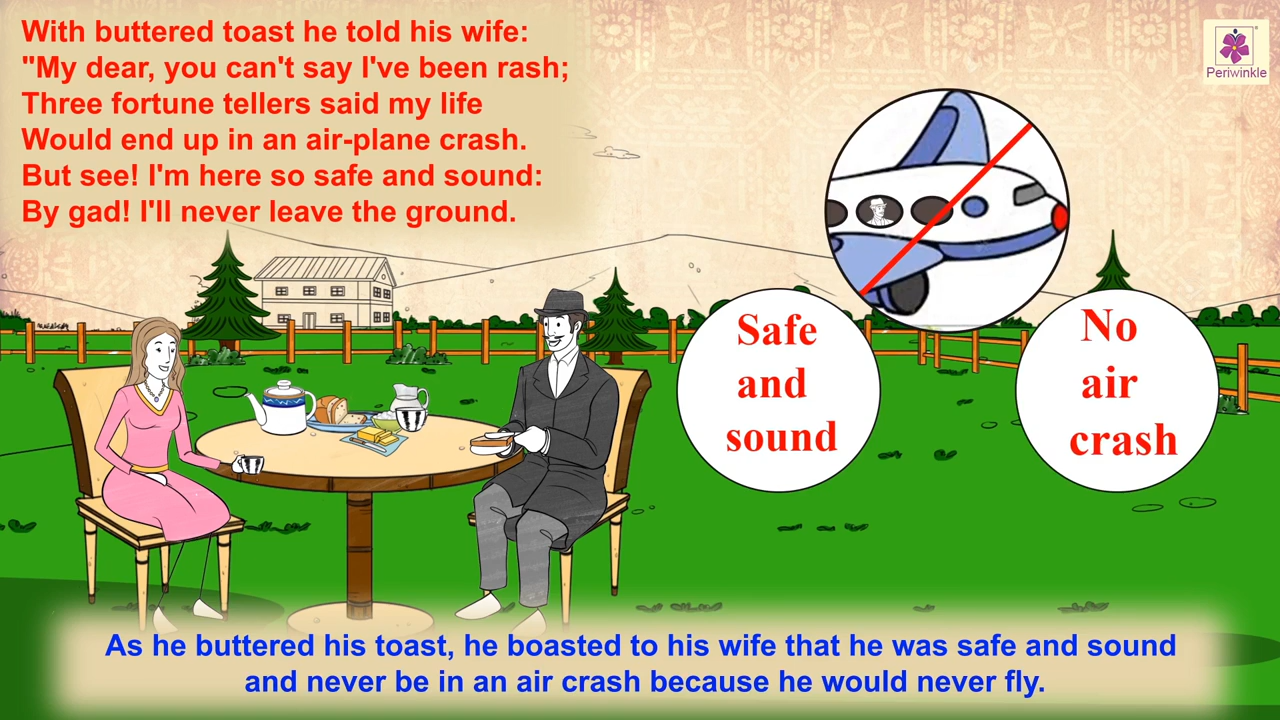 With buttered toast he told his wife:
"My dear, you can't say I've been rash;
Three fortune tellers said my life
Would end up in an air-plane crash.
But see! I'm here so safe and sound:
By gad! I'll never leave the ground.
Periwinkle
Safe
and
sound
No
air
crash
As he buttered his toast, he boasted to his wife that he was safe and sound
and never be in an air crash because he would never fly.